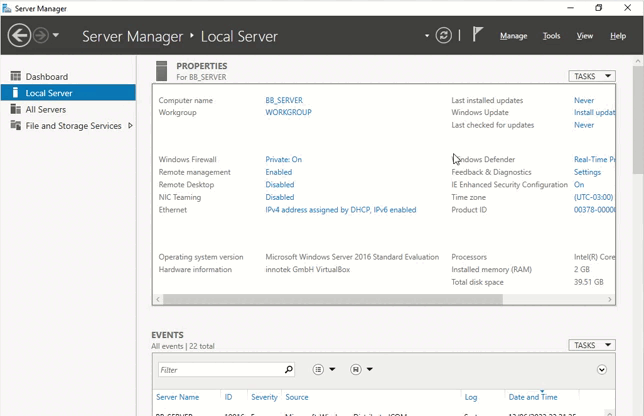 Server Manager
Server Manager ‣ Local Server
Manage Tools View Help
Dashboard
Local Server
All Servers
File and Storage Services
PROPERTIES
For BB_SERVER
TASKS
Computer name BB_SERVER Last installed updates Never
Workgroup WORKGROUP Windows Update Install updat
Last checked for updates Never
Windows Firewall Private: On Windows Defender Real-Time Pr
Remote management Enabled Feedback & Diagnostics Settings
Remote Desktop Disabled IE Enhanced Security Configuration On
NIC Teaming Disabled Time zone (UTC-03:00)
Ethernet IPv4 address assigned by DHCP, IPv6 enabled Product ID 00378-0000
Operating system version Microsoft Windows Server 2016 Standard Evaluation Processors Intel(R) Core
Hardware information innotek GmbH VirtualBox Installed memory (RAM) 2 GB
Total disk space 39.51 GB
EVENTS
All events | 22 total
TASKS
Filter
Server Name ID Severity Source Log Date and Time